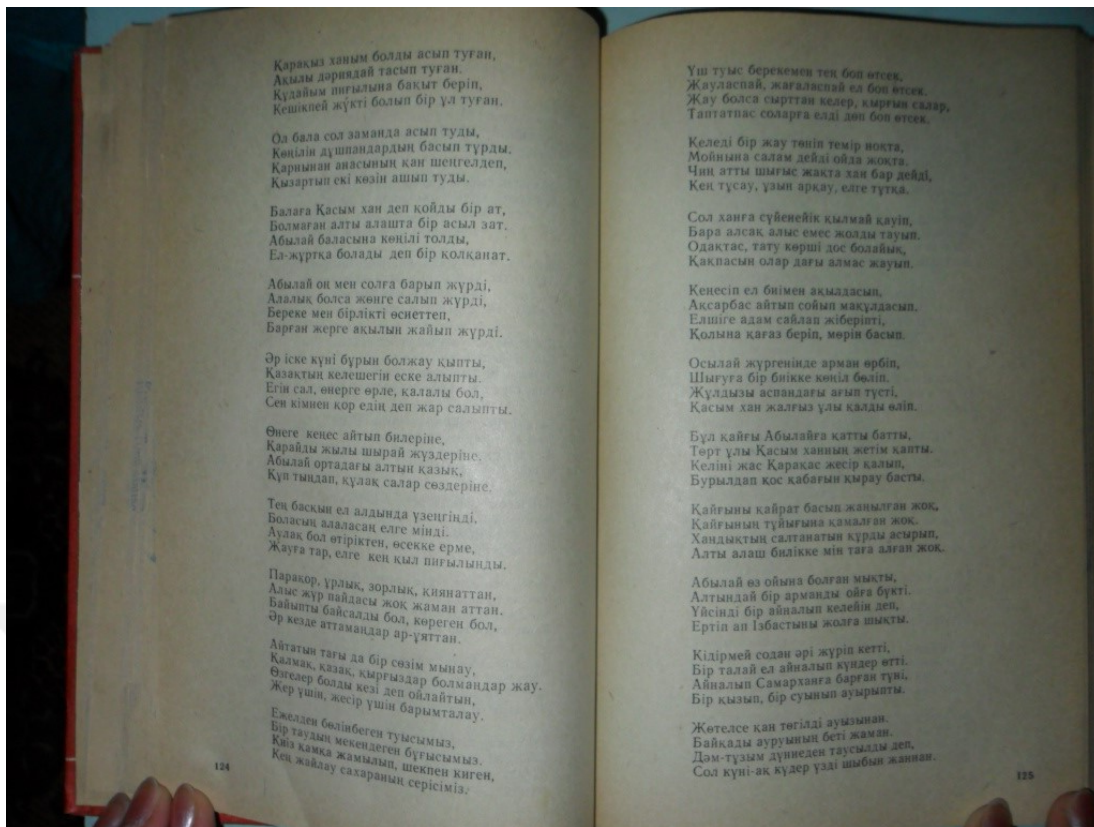 Қарақыз ханым болды асып туған,
Ақылы дәриядай тасып туған.
Құдайым пиғылына бақыт беріп,
Кешікпей жүкті болып бір ұл туған.
Ол бала сол заманда асып туды,
Көңілін дұшпандардың басып тұрды.
Қарнынан анасының қан шеңгелдеп,
Қызартып екі көзін ашып туды.
Балаға Қасым хан деп қойды бір ат,
Болмаған алты алашта бір асыл зат.
Абылай баласына көңілі толды,
Ел-жұртқа болады деп бір қолқанат.
Абылай оң мен солға барып жүрді,
Алалық болса жөнге салып жүрді,
Береке мен бірлікті өснеттеп,
Барған жерге ақылын жайып жүрді.
Әр іске күні бұрын болжау қыпты,
Қазақтың келешегін еске алыпты.
Егін сал, өнерге өрле, қалалы бол,
Сен кімнен қор едің деп жар салыпты.
Өнеге кеңес айтып билеріне,
Қарайды жылы шырай жүздеріне.
Абылай ортадағы алтын қазық,
Құп тыңдап, құлақ салар сөздеріне.
Тең басқын ел алдында үзеңгінді,
Боласың алаласаң елге мінді.
Аулақ бол өтіріктен, өсекке ерме,
Жауға тар, елге кең қыл пиғылыңды.
Парақор, ұрлық, зорлық, қиянаттан,
Алыс жүр пайдасы жоқ жаман аттан.
Байыпты байсалды бол, көреген бол,
Әр кезде аттамандар ар-ұяттан.
Айтатын тағы да бір сөзім мынау,
Қалмақ, қазақ, қырғыздар болмаңдар жау.
Өзгелер болды кезі деп ойлайтын,
Жер үшін, жесір үшін барымталау.
Ежелден бөлінбеген туысымыз,
Бір таудың мекендеген бұғысымыз.
Киіз қамқа жамылып, шекпен киген,
Кең жайлау сахараның серісіміз.
124
Үш туыс берекемен тең боп өтсек,
Жауласпай, жағаласпай ел боп өтсек.
Жау болса сырттан келер, қырғын салар,
Таптатпас соларға елді дөп боп өтсек.
Келеді бір жау төніп темір ноқта,
Мойнына салам дейді ойда жоқта.
Чин атты шығыс жақта хан бар дейді,
Кең тұсау, ұзын арқау, елге тұтқа.
Сол ханға сүйенейік қылмай қауіп,
Бара алсақ алыс емес жолды тауып.
Одақтас, тату көрші дос болайық,
Қақпасын олар дағы алмас жауып.
Кеңесіп ел биімен ақылдасып,
Ақсарбас айтып сойып мақұлдасып.
Елшіге адам сайлап жіберіпті,
Қолына қағаз беріп, мөрін басып.
Осылай жүргенінде арман өрбіп,
Шығуға бір биікке көңіл бөліп.
Жұлдызы аспандағы ағып түсті,
Қасым хан жалғыз ұлы қалды өліп.
Бұл қайғы Абылайға қатты батты,
Төрт ұлы Қасым ханның жетім қапты.
Келіні жас Қарақас жесір қалып,
Бурылдап қос қабағын қырау басты.
Қайғыны қайрат басып жаңылған жоқ,
Қайғының тұйығына қамалған жоқ.
Хандықтың салтанатын құрды асырып,
Алты алаш билікке мін таға алған жоқ.
Абылай өз ойына болған мықты,
Алтындай бір арманды ойға бүкті.
Үйсінді бір айналып келейін деп,
Ертіп ап Ізбастыны жолға шықты.
Кідірмей содан әрі жүріп кетті,
Бір талай ел айналып күндер өтті.
Айналып Самарханға барған түні,
Бір қызып, бір суынып ауырыпты.
Жөтелсе қан төгілді ауызынан.
Байқады ауруының беті жаман.
Дәм-тұзым дүниеден таусылды деп,
Сол күні-ақ күдер үзді шыбын жаннан.
125